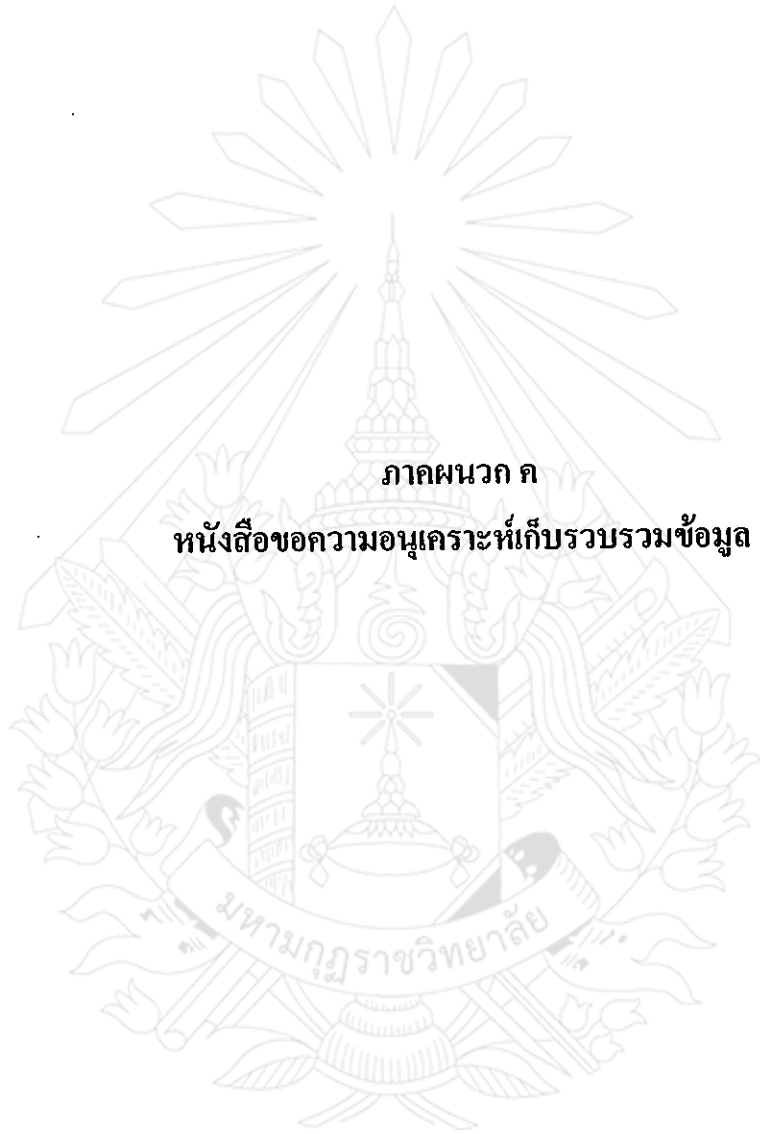 ภาคผนวก ค
หนังสือขอความอนุเคราะห์เก็บรวบรวมข้อมูล
มหามกุฏราชวิทยาลัย